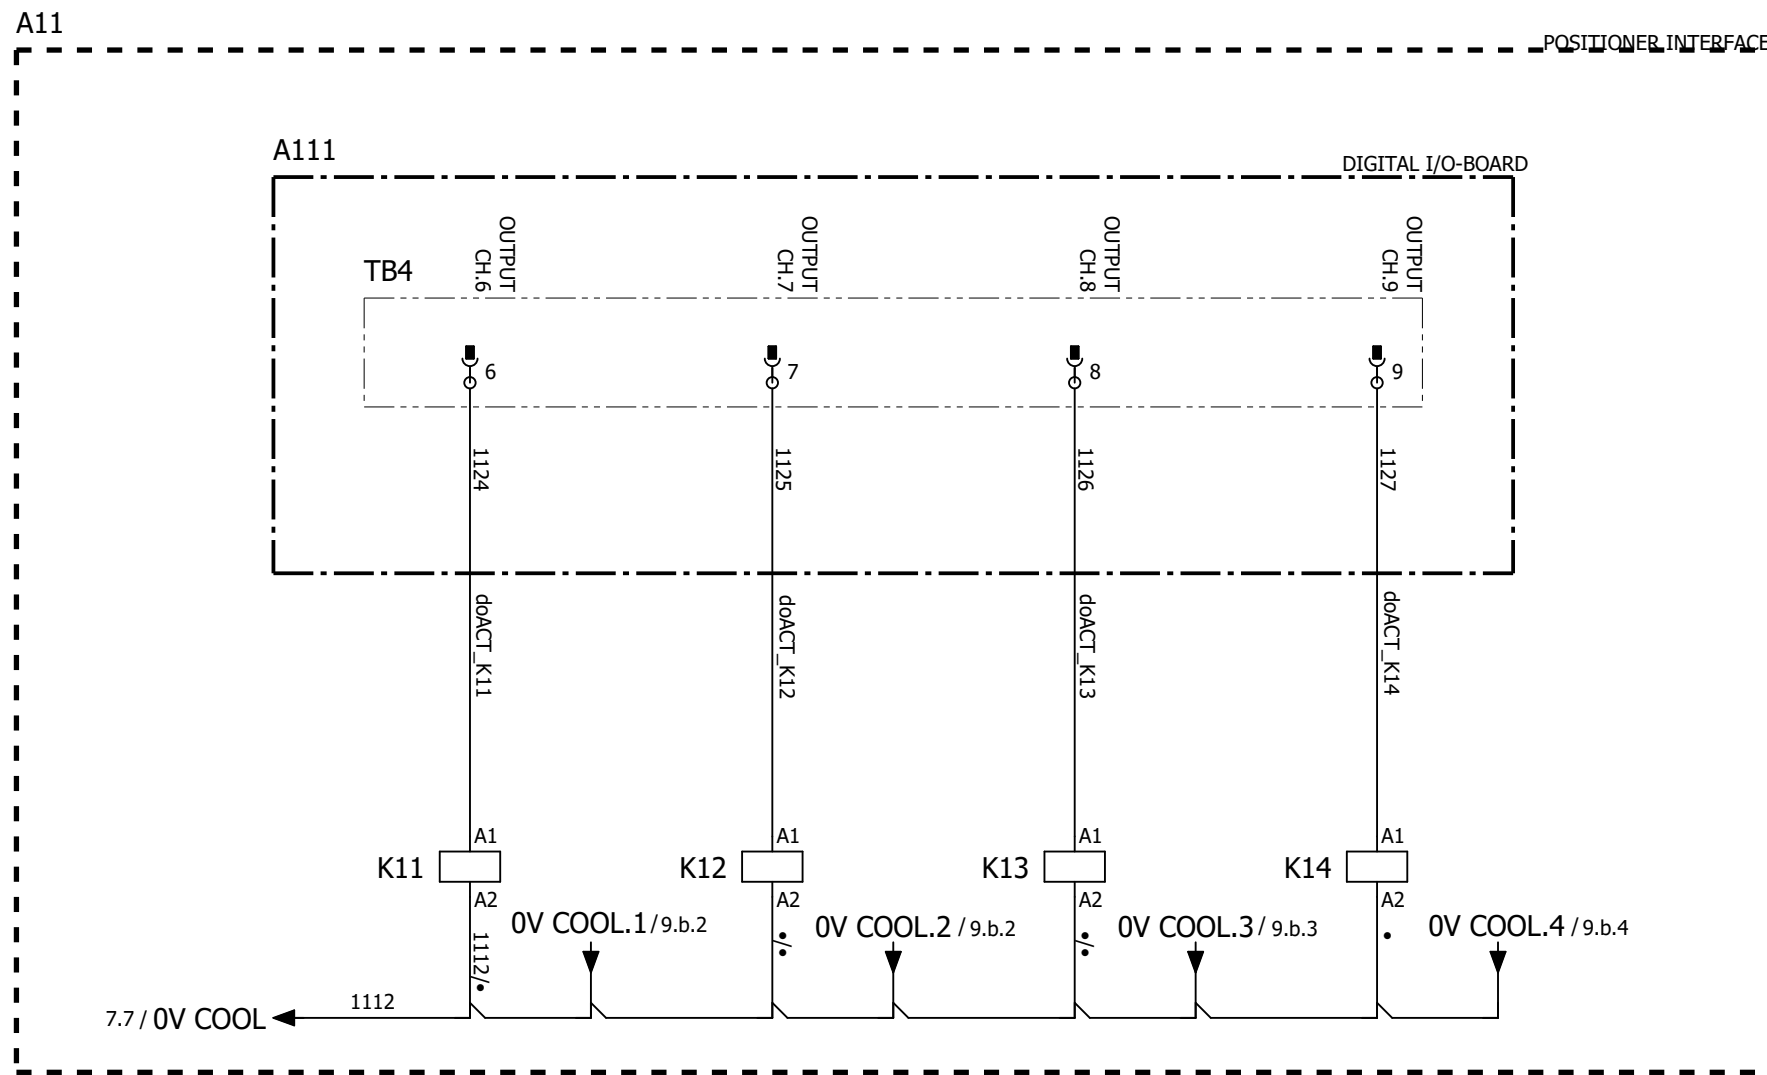 A11
POSITIONER INTERFACE
A111
DIGITAL I/O-BOARD
TB4
OUTPUT
CH.6
OUTPUT
CH.7
OUTPUT
CH.8
OUTPUT
CH.9
6
7
8
9
1124
1125
1126
1127
doACT_K11
doACT_K12
doACT_K13
doACT_K14
K11
A1
A2
K12
A1
A2
K13
A1
A2
K14
A1
A2
1112/•
•/•
•/•
•
0V COOL.1 / 9.b.2
0V COOL.2 / 9.b.2
0V COOL.3 / 9.b.3
0V COOL.4 / 9.b.4
7.7 / 0V COOL
1112